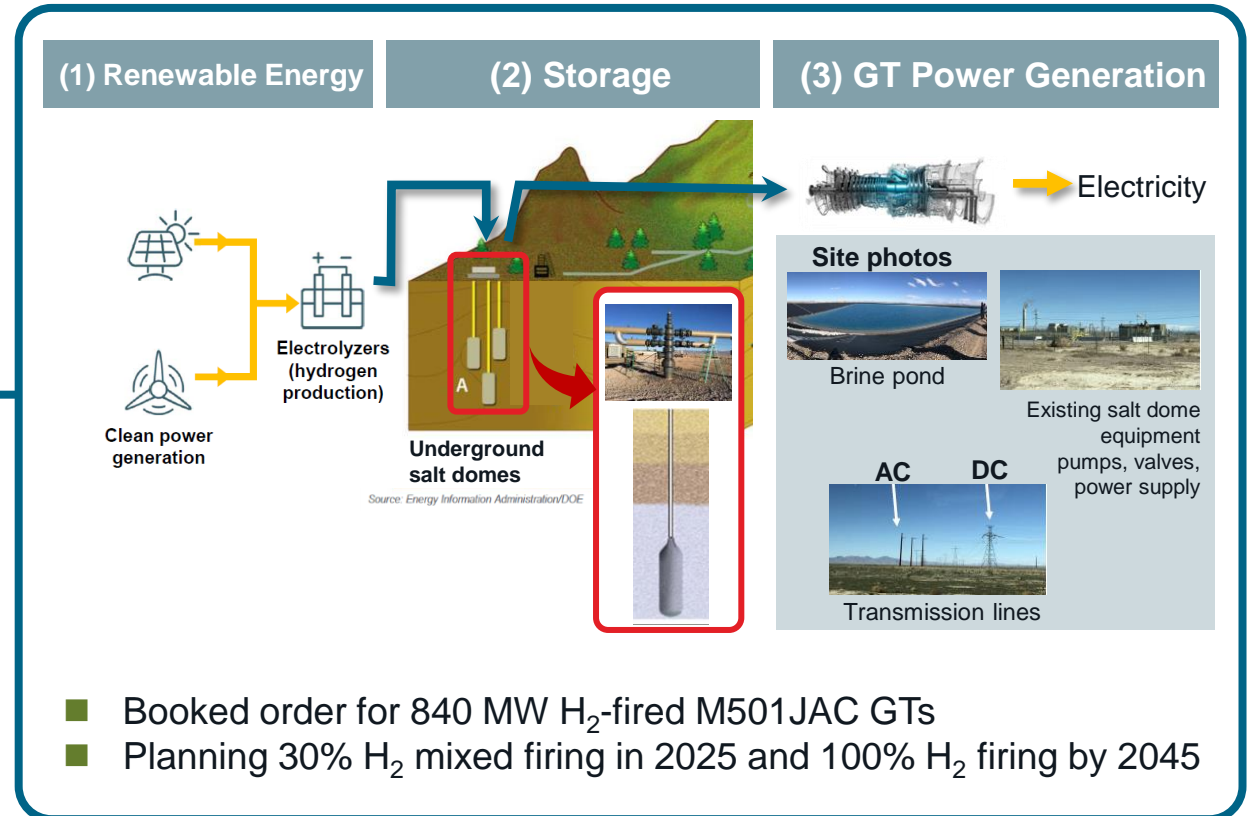 (1) Renewable Energy
(2) Storage
(3) GT Power Generation
Electricity
Electrolyzers
(hydrogen
production)
Clean power
generation
A
Underground
salt domes
Source: Energy Information Administration/DOE
Site photos
Brine pond
Existing salt dome
equipment
pumps, valves,
power supply
AC
DC
Transmission lines
Booked order for 840 MW H₂-fired M501JAC GTs
Planning 30% H₂ mixed firing in 2025 and 100% H₂ firing by 2045